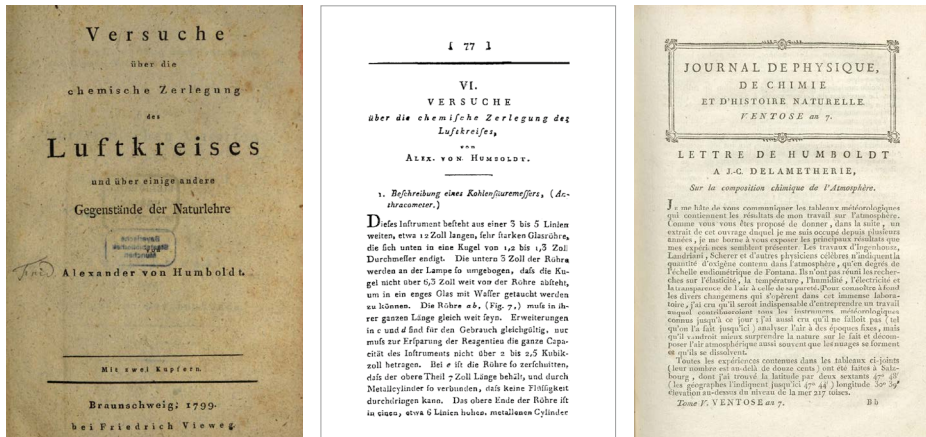 Versuche
über die
chemische Zerlegung
des
Luftkreises
und über einige andere
Gegenstände der Naturlehre
von
Alexander von Humboldt.
Mit zwei Kupfern.
Braunschweig, 1799.
bei Friedrich Vieweg.
[ 77 ]
VI.
VERSUCHE
über die chemiſche Zerlegung des
Luftkreiſes,
von
ALEX. VON HUMBOLDT.
1. Beſchreibung eines Kohlenſäuremeſſers, (An-
thracometer.)
Dieſes Inſtrument beſteht aus einer 3 bis 5 Linien
weiten, etwa 12 Zoll langen, ſehr ſtarken Glasröhre,
die ſich unten in eine Kugel von 1,2 bis 1,3 Zoll
Durchmeſſer endigt. Die untern 3 Zoll der Röhre
werden an der Lampe ſo umgebogen, daſs die Ku-
gel nicht über 6,3 Zoll weit von der Röhre abſteht,
um in ein enges Glas mit Waſſer getaucht werden
zu können. Die Röhre ab. (Fig. 7,) muſs in ih-
rer ganzen Länge gleich weit ſeyn. Erweiterungen
in c und d ſind für den Gebrauch gleichgültig, nur
muſs zur Erſparung der Reagentien die ganze Capa-
cität des Inſtruments nicht über 2 bis 2,5 Kubik-
zoll betragen. Bei e iſt die Röhre ſo zerſchnitten,
daſs der obere Theil 7 Zoll Länge behält, und durch
Metallcylinder ſo verbunden, daſs keine Flüſſigkeit
durchdringen kann. Das obere Ende der Röhre iſt
in einen, etwa 6 Linien hohen, metallenen Cylinder
JOURNAL DE PHYSIQUE,
DE CHIMIE
ET D'HISTOIRE NATURELLE
VENTOSE an 7.
LETTRE DE HUMBOLDT
A J.-C. DELAMETHERIE,
Sur la composition chimique de l'Atmosphère.
Je me hâte de vous communiquer les tableaux météorologiques
qui contiennent les résultats de mon travail sur l'atmosphère.
Comme vous vous êtes proposé de donner, dans la suite, un
extrait de cet ouvrage duquel je me suis occupé depuis plusieurs
années, je me borne à vous exposer les principaux résultats que
mes expériences semblent présenter. Les travaux d'Ingenhousz,
Landriani, Scherer et d'autres physiciens célèbres n'indiquent la
quantité d'oxigène contenu dans l'atmosphère, qu'en degrés de
l'échelle eudiométrique de Fontana. Ils n'ont pas réuni les recher-
ches sur l'élasticité, la température, l'humidité, l'électricité et
la transparence de l'air à celle de sa pureté. Pour connoître à fond
les divers changemens qui s'opèrent dans cet immense labora-
toire, j'ai cru qu'il seroit indispensable d'entreprendre un travail
auquel contribueroient tous les instrumens météorologiques
connus jusqu'à ce jour; j'ai aussi cru qu'il ne falloit pas (tel
qu'on l'a fait jusqu'ici) analyser l'air à des époques fixes, mais
qu'il vaudroit mieux surprendre la nature sur le fait et décom-
poser l'air atmosphérique aussi souvent que les nuages se forment
et qu'ils se dissolvent.
Toutes les expériences contenues dans les tableaux ci-joints
(leur nombre est au-delà de douze cents) ont été faites à Salz-
bourg, dont j'ai trouvé la latitude par deux sextants 47° 48'
(les géographes l'indiquent jusqu'ici 47° 44') longitude 30° 39'
élévation au-dessus du niveau de la mer 217 toises.
Tome V. VENTOSE an 7. Bb